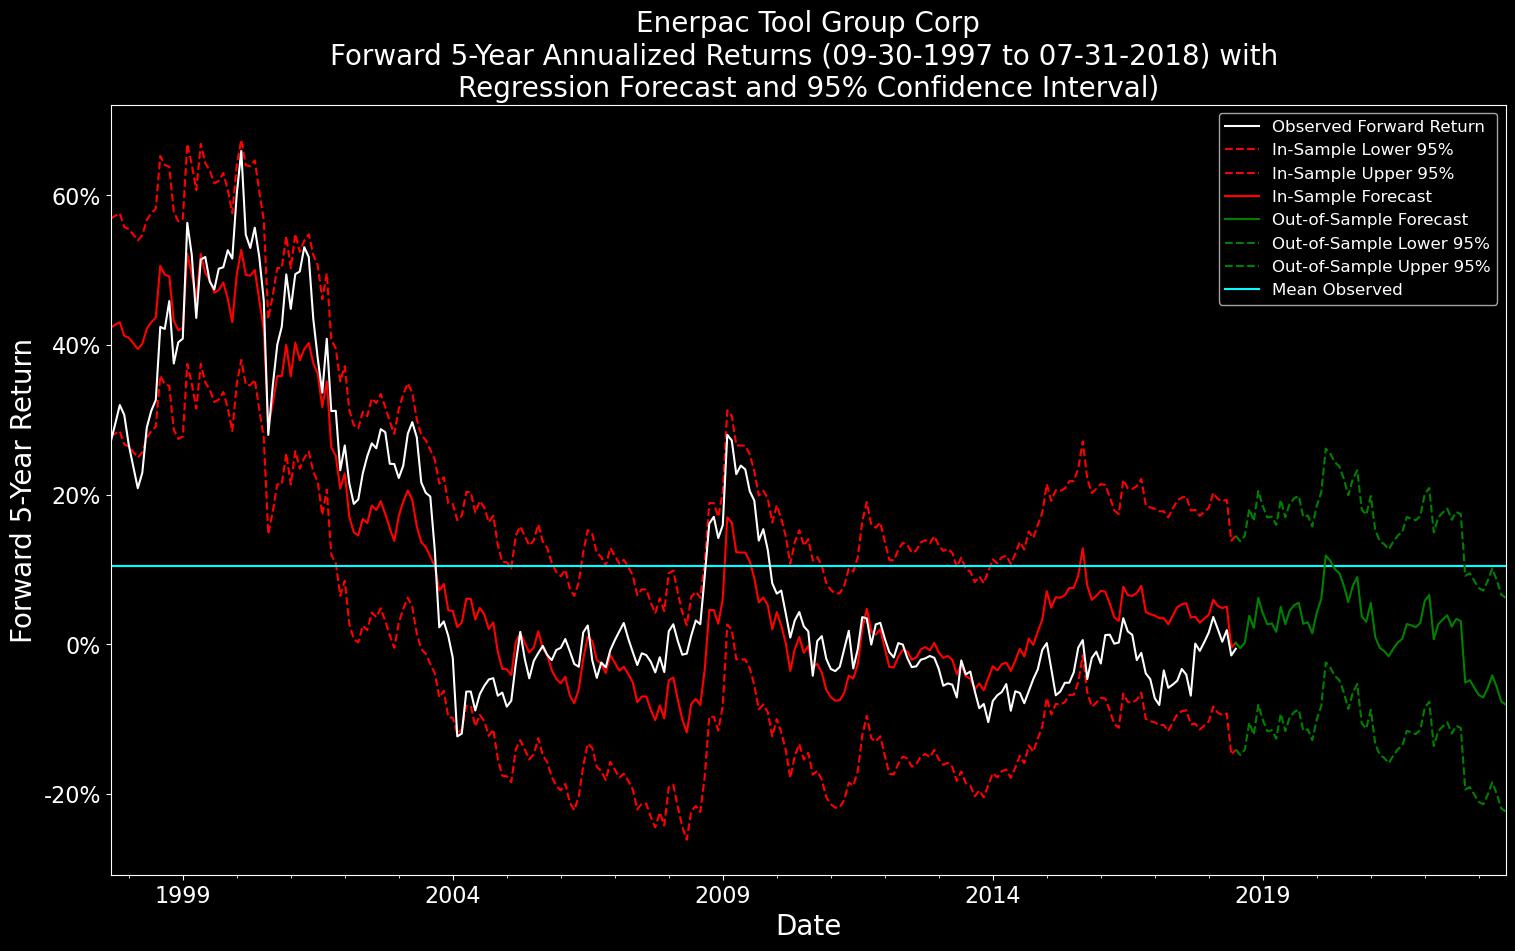 Enerpac Tool Group Corp
Forward 5-Year Annualized Returns (09-30-1997 to 07-31-2018) with
Regression Forecast and 95% Confidence Interval)
Observed Forward Return
In-Sample Lower 95%
In-Sample Upper 95%
In-Sample Forecast
Out-of-Sample Forecast
Out-of-Sample Lower 95%
Out-of-Sample Upper 95%
Mean Observed
Forward 5-Year Return
60%
40%
20%
0%
-20%
1999
2004
2009
2014
2019
Date